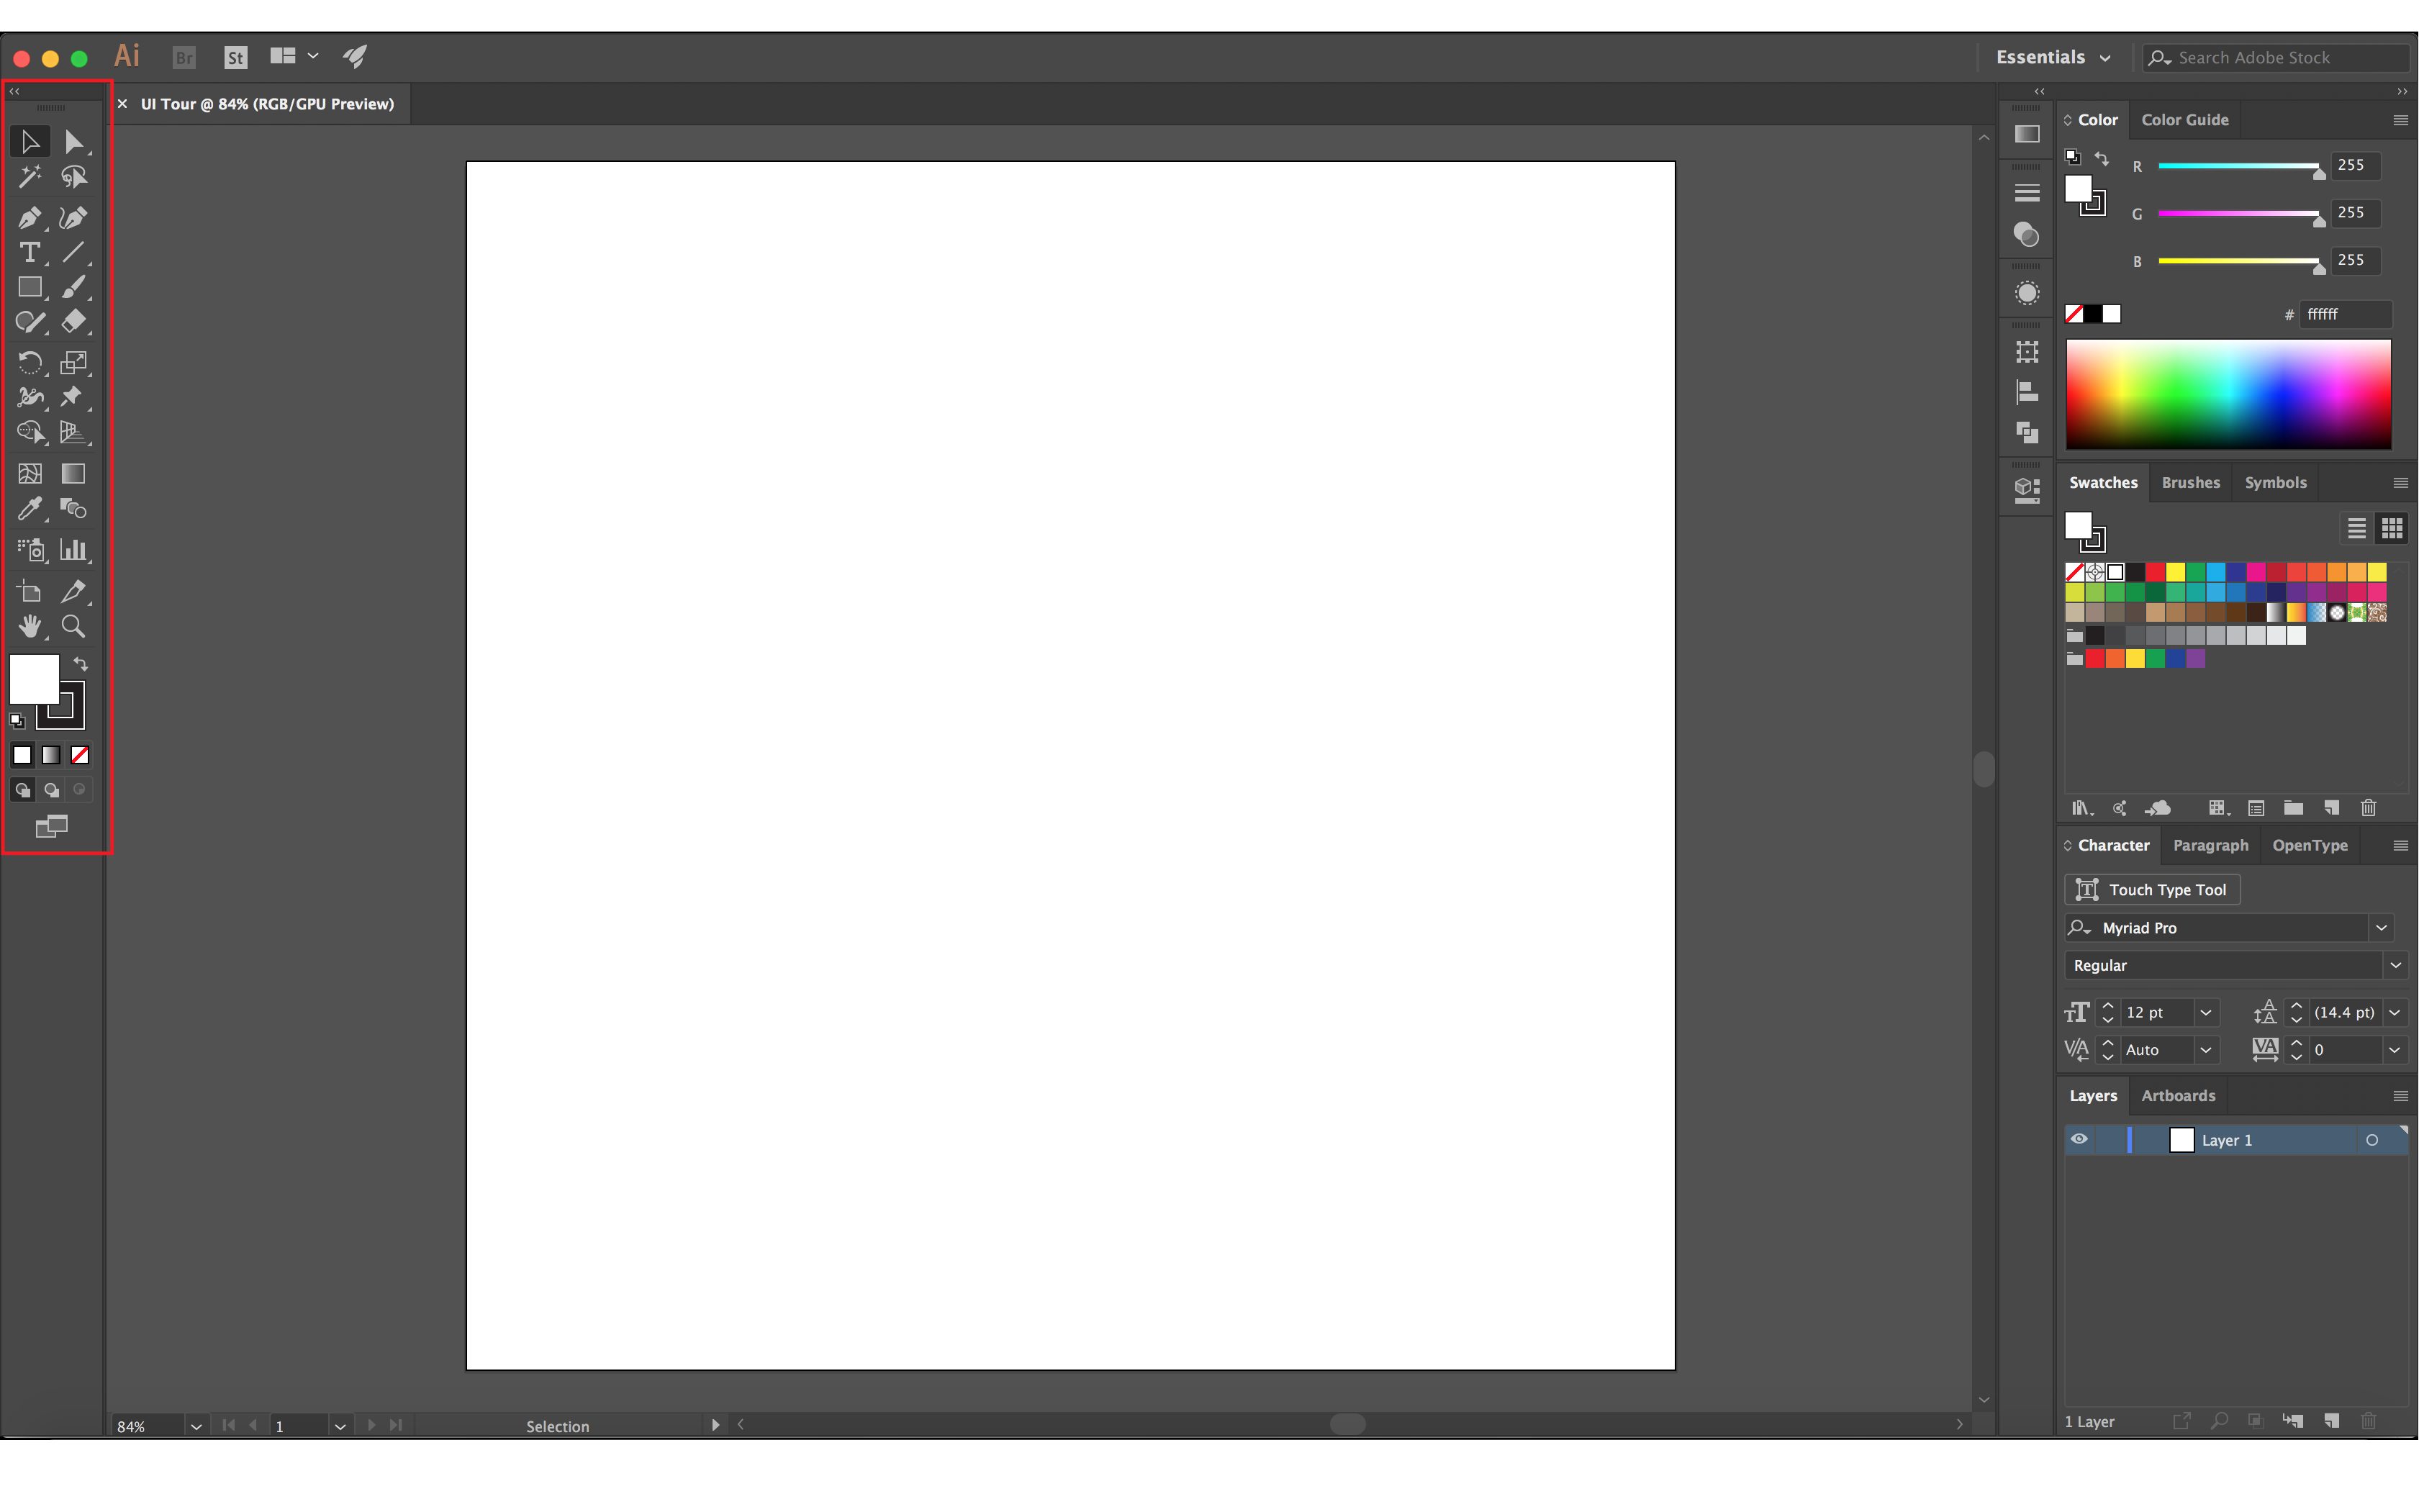 Ai Br St Essentials Search Adobe Stock
UI Tour @ 84% (RGB/GPU Preview)
Color Color Guide
R 255
G 255
B 255
# ffffff
Swatches Brushes Symbols
Character Paragraph OpenType
Touch Type Tool
Myriad Pro
Regular
12 pt (14.4 pt)
Auto 0
Layers Artboards
Layer 1
1 Layer
84% 1 Selection